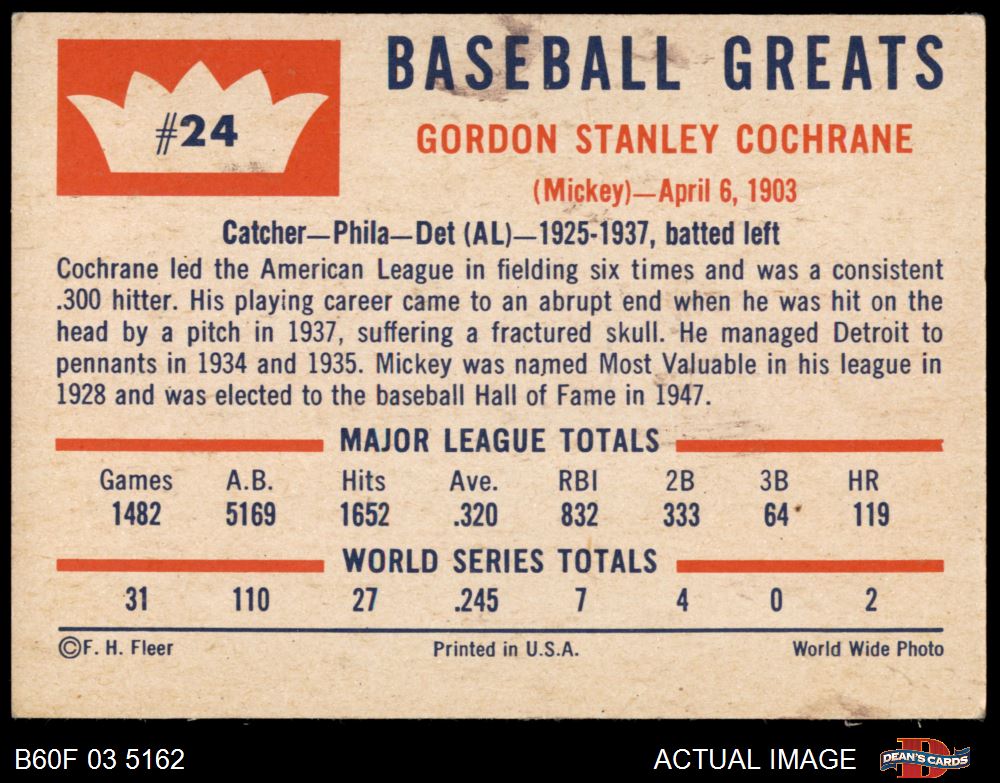 #24
BASEBALL GREATS
GORDON STANLEY COCHRANE
(Mickey)—April 6, 1903
Catcher—Phila—Det (AL)—1925-1937, batted left
Cochrane led the American League in fielding six times and was a consistent
.300 hitter. His playing career came to an abrupt end when he was hit on the
head by a pitch in 1937, suffering a fractured skull. He managed Detroit to
pennants in 1934 and 1935. Mickey was named Most Valuable in his league in
1928 and was elected to the baseball Hall of Fame in 1947.
MAJOR LEAGUE TOTALS
Games A.B. Hits Ave. RBI 2B 3B HR
1482 5169 1652 .320 832 333 64 119
WORLD SERIES TOTALS
31 110 27 .245 7 4 0 2
©F. H. Fleer Printed in U.S.A. World Wide Photo
B60F 03 5162 ACTUAL IMAGE D DEAN'S CARDS